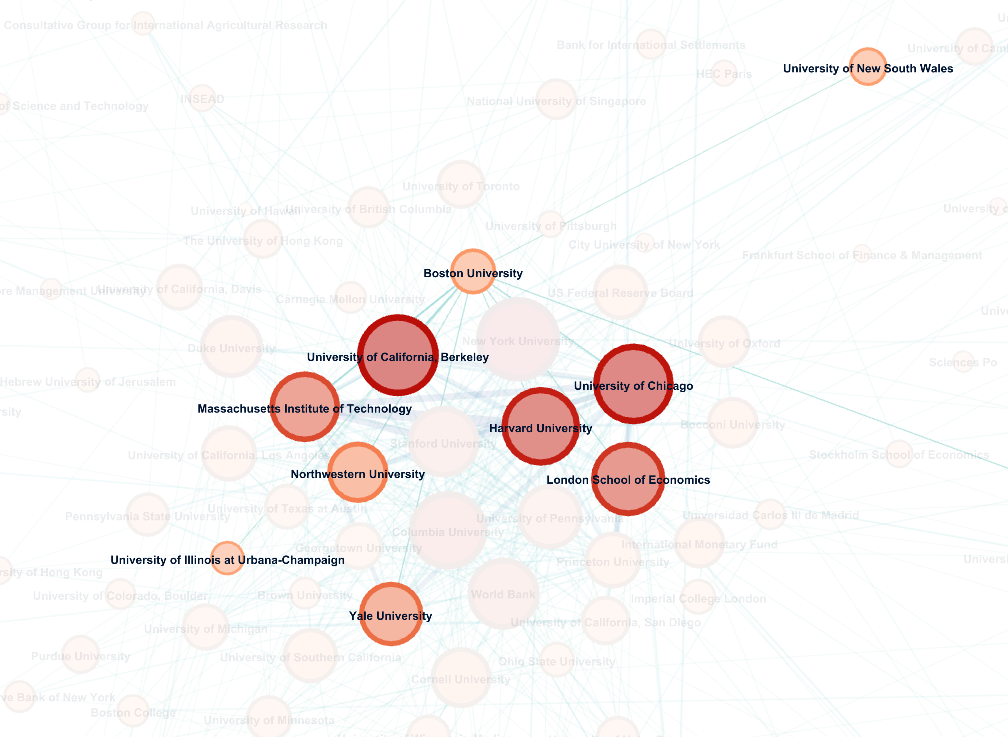 Consultative Group for International Agricultural Research
Bank for International Settlements
University of Cam
University of New South Wales
HEC Paris
INSEAD
National University of Singapore
of Science and Technology
University of Toronto
University of Hawaii
University of British Columbia
University of Pittsburgh
The University of Hong Kong
City University of New York
Frankfurt School of Finance & Management
Boston University
University of California, Davis
US Federal Reserve Board
Carnegie Mellon University
New York University
University of Oxford
Duke University
University of California, Berkeley
Sciences Po
Hebrew University of Jerusalem
University of Chicago
Massachusetts Institute of Technology
Harvard University
Bocconi University
Stanford University
University of California, Los Angeles
Stockholm School of Economics
Northwestern University
London School of Economics
University of Texas at Austin
Pennsylvania State University
University of Pennsylvania
Universidad Carlos III de Madrid
Columbia University
Georgetown University
International Monetary Fund
University of Illinois at Urbana-Champaign
Princeton University
sity of Hong Kong
University of Colorado, Boulder
Brown University
World Bank
Imperial College London
Yale University
University of California, San Diego
University of Michigan
Purdue University
University of Southern California
Ohio State University
Cornell University
ve Bank of New York
Boston College
University of Minnesota